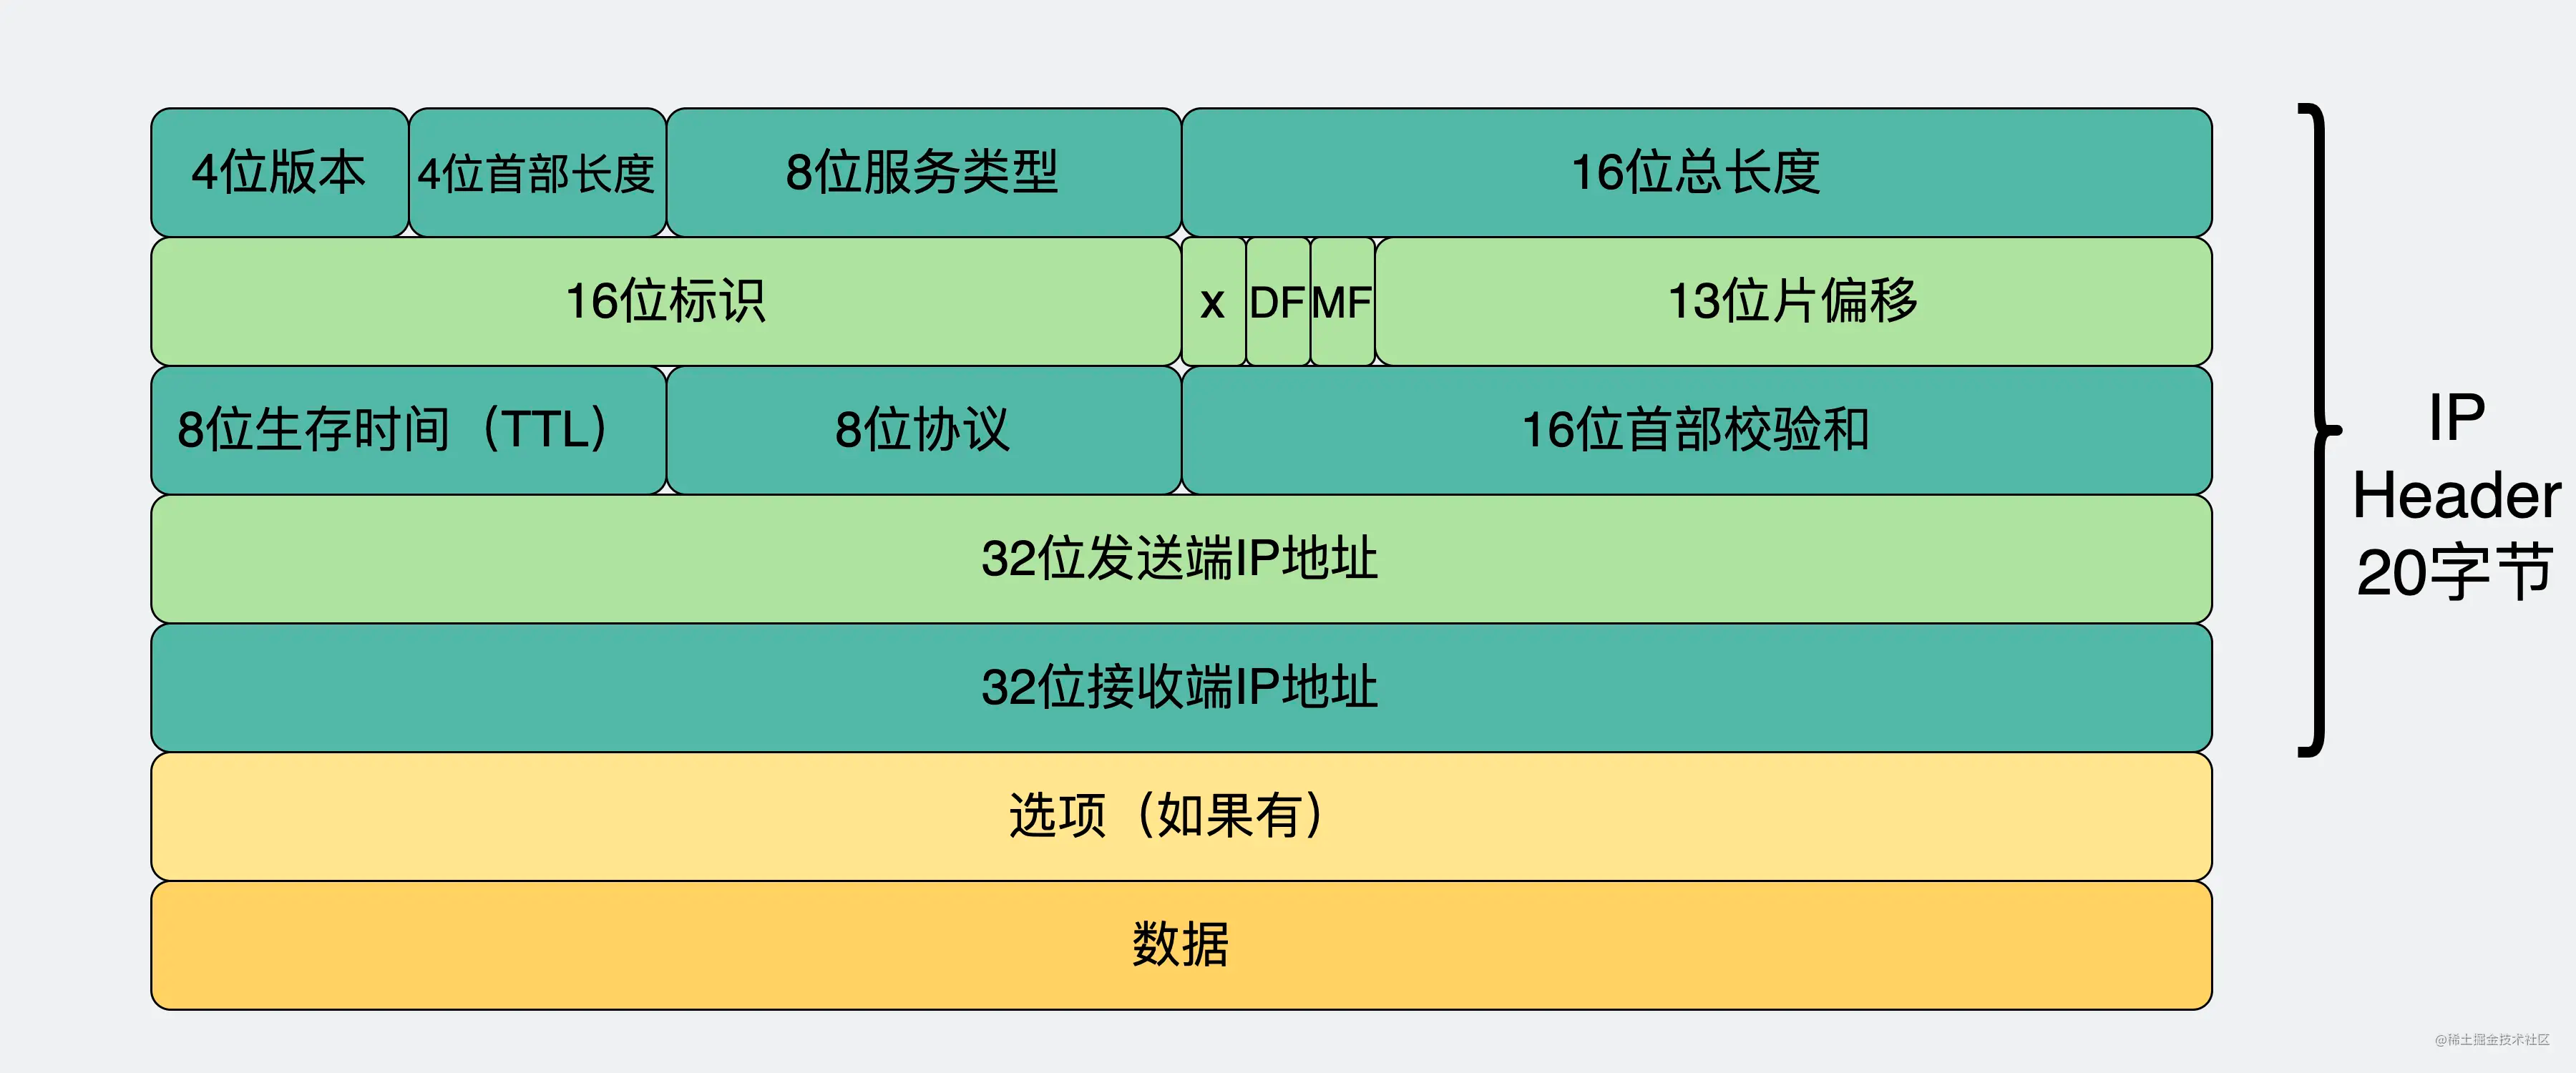 4位版本
4位首部长度
8位服务类型
16位总长度
16位标识
x
DF
MF
13位片偏移
8位生存时间（TTL）
8位协议
16位首部校验和
32位发送端IP地址
32位接收端IP地址
选项（如果有）
数据
IP
Header
20字节
@稀土掘金技术社区